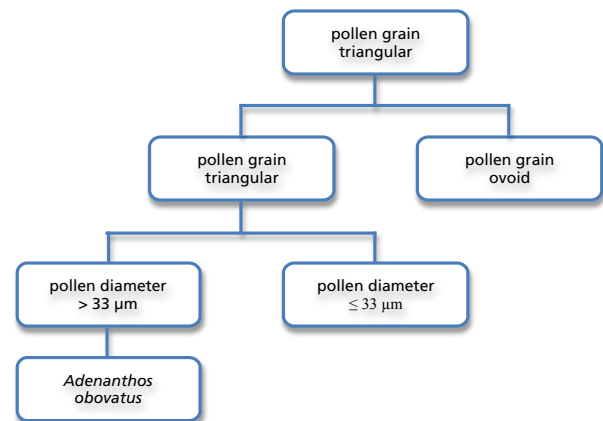 pollen grain
triangular
pollen grain
triangular
pollen grain
ovoid
pollen diameter
> 33 µm
pollen diameter
≤ 33 µm
Adenanthos
obovatus